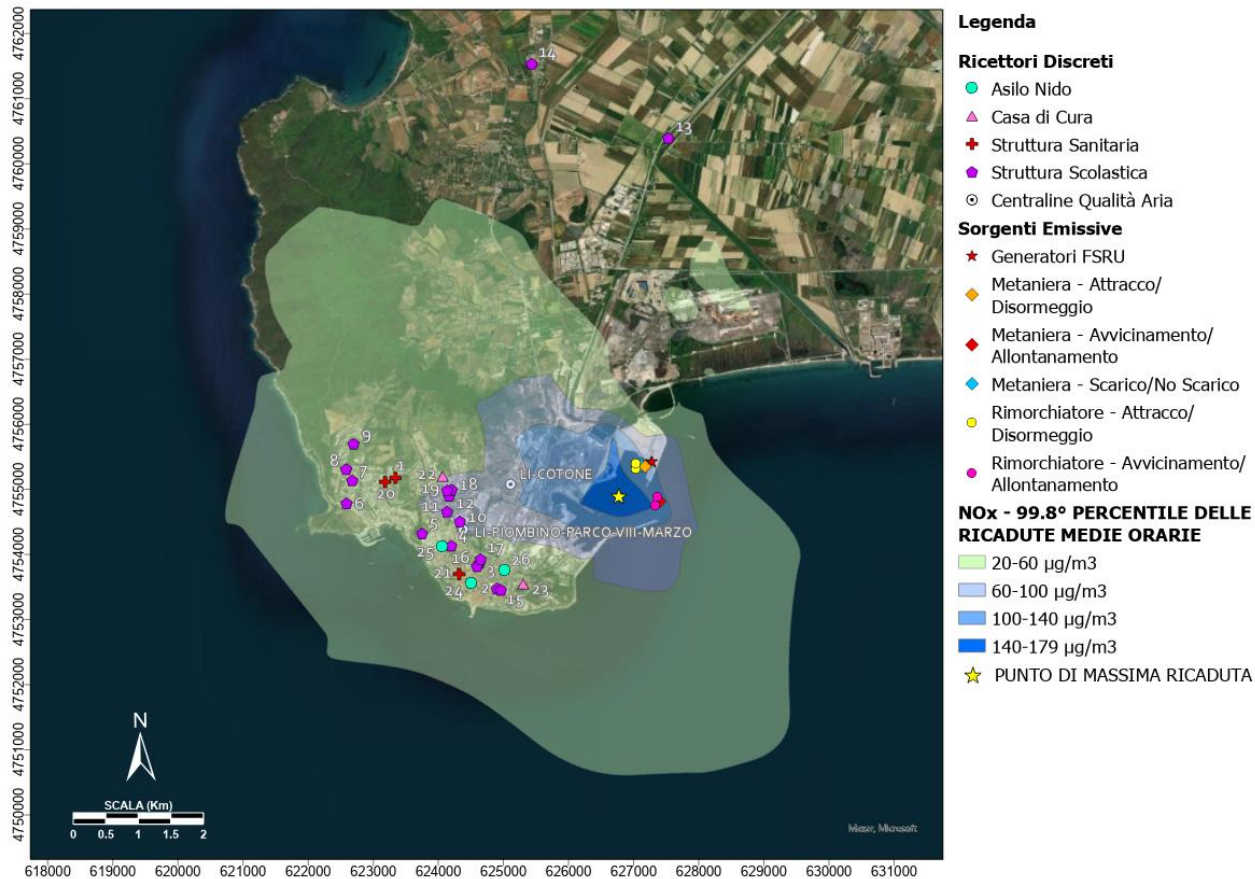 4762000
4761000
4760000
4759000
4758000
4757000
4756000
4755000
4754000
4753000
4752000
4751000
4750000
14
13
9
8
7
6
1
20
22
19
18
11
12
10
5
4
25
16
17
26
3
21
24
2
23
15
LI-COTONE
LI-PIOMBINO-PARCO-VIII-MARZO
N
SCALA (Km)
0 0.5 1 1.5 2
Maxar, Microsoft
618000 619000 620000 621000 622000 623000 624000 625000 626000 627000 628000 629000 630000 631000
Legenda
Ricettori Discreti
Asilo Nido
Casa di Cura
Struttura Sanitaria
Struttura Scolastica
Centraline Qualità Aria
Sorgenti Emissive
Generatori FSRU
Metaniera - Attracco/
Disormeggio
Metaniera - Avvicinamento/
Allontanamento
Metaniera - Scarico/No Scarico
Rimorchiatore - Attracco/
Disormeggio
Rimorchiatore - Avvicinamento/
Allontanamento
NOx - 99.8° PERCENTILE DELLE
RICADUTE MEDIE ORARIE
20-60 µg/m3
60-100 µg/m3
100-140 µg/m3
140-179 µg/m3
PUNTO DI MASSIMA RICADUTA